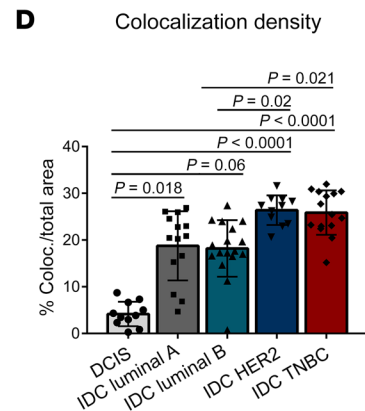 D
Colocalization density
P = 0.021
P = 0.02
P < 0.0001
P < 0.0001
P = 0.06
P = 0.018
% Coloc./total area
40
30
20
10
0
DCIS
IDC luminal A
IDC luminal B
IDC HER2
IDC TNBC